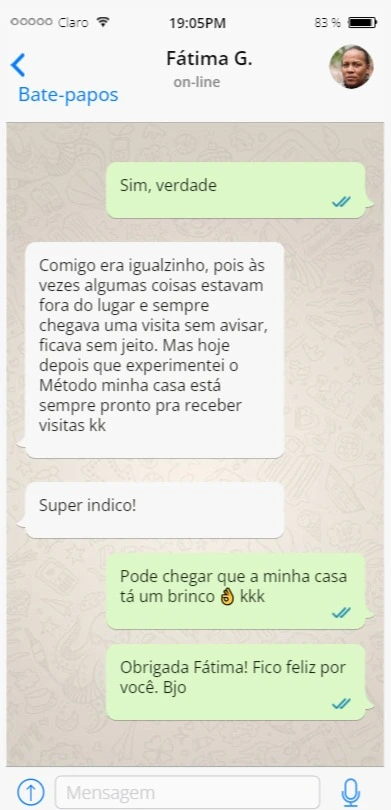 Claro 19:05PM 83 %
Fátima G.
on-line
Bate-papos
Sim, verdade
Comigo era igualzinho, pois às
vezes algumas coisas estavam
fora do lugar e sempre
chegava uma visita sem avisar,
ficava sem jeito. Mas hoje
depois que experimentei o
Método minha casa está
sempre pronto pra receber
visitas kk
Super indico!
Pode chegar que a minha casa
tá um brinco 👌 kkk
Obrigada Fátima! Fico feliz por
você. Bjo
Mensagem